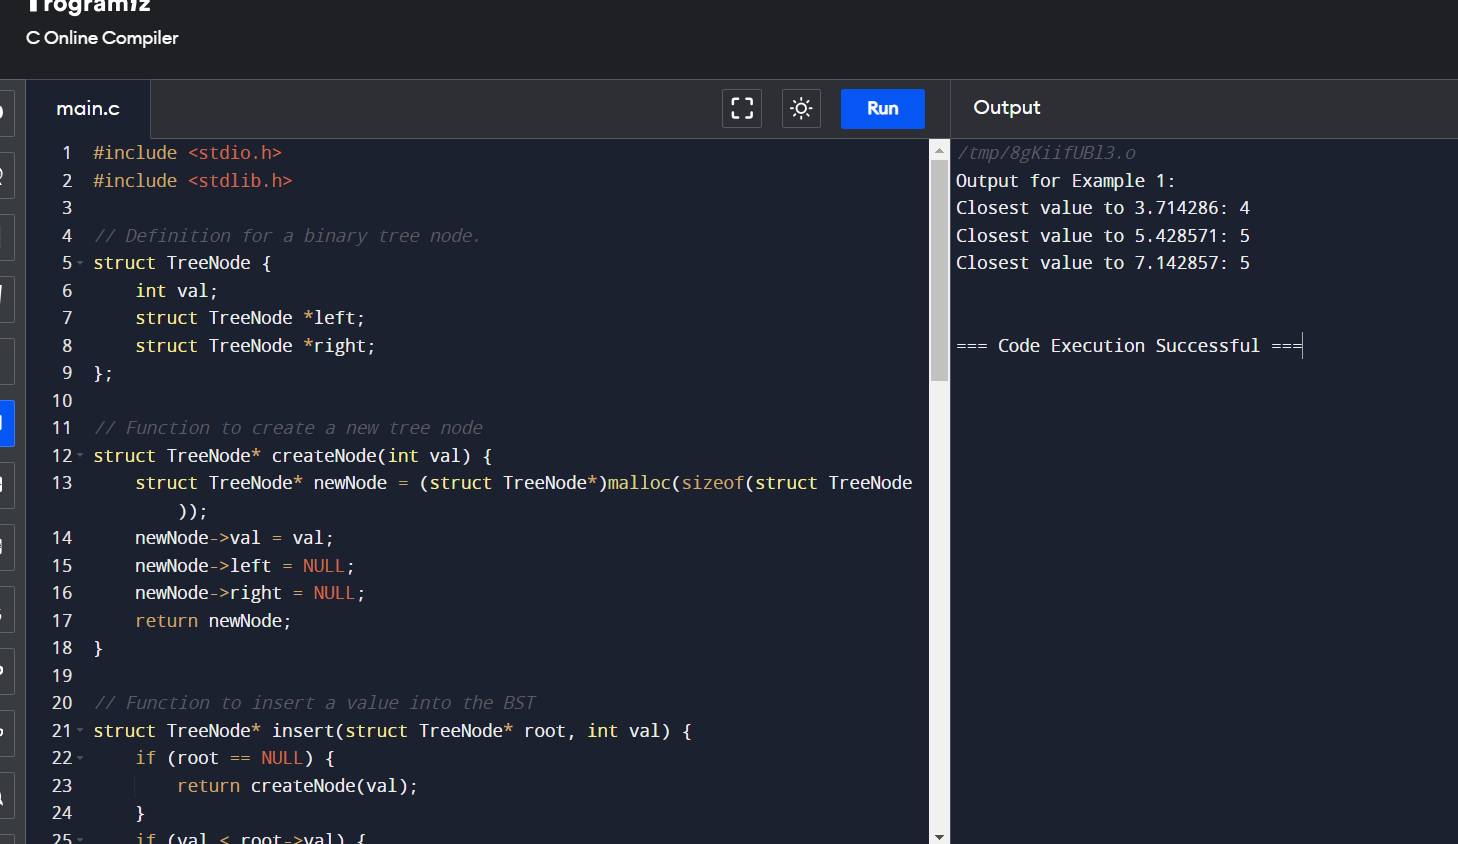 Programiz
C Online Compiler
main.c
Run
Output
1 #include <stdio.h>
2 #include <stdlib.h>
3
4 // Definition for a binary tree node.
5 struct TreeNode {
6 int val;
7 struct TreeNode *left;
8 struct TreeNode *right;
9 };
10
11 // Function to create a new tree node
12 struct TreeNode* createNode(int val) {
13 struct TreeNode* newNode = (struct TreeNode*)malloc(sizeof(struct TreeNode
));
14 newNode->val = val;
15 newNode->left = NULL;
16 newNode->right = NULL;
17 return newNode;
18 }
19
20 // Function to insert a value into the BST
21 struct TreeNode* insert(struct TreeNode* root, int val) {
22 if (root == NULL) {
23 return createNode(val);
24 }
25 if (val < root->val) {
/tmp/8gKiifUBl3.o
Output for Example 1:
Closest value to 3.714286: 4
Closest value to 5.428571: 5
Closest value to 7.142857: 5
=== Code Execution Successful ===